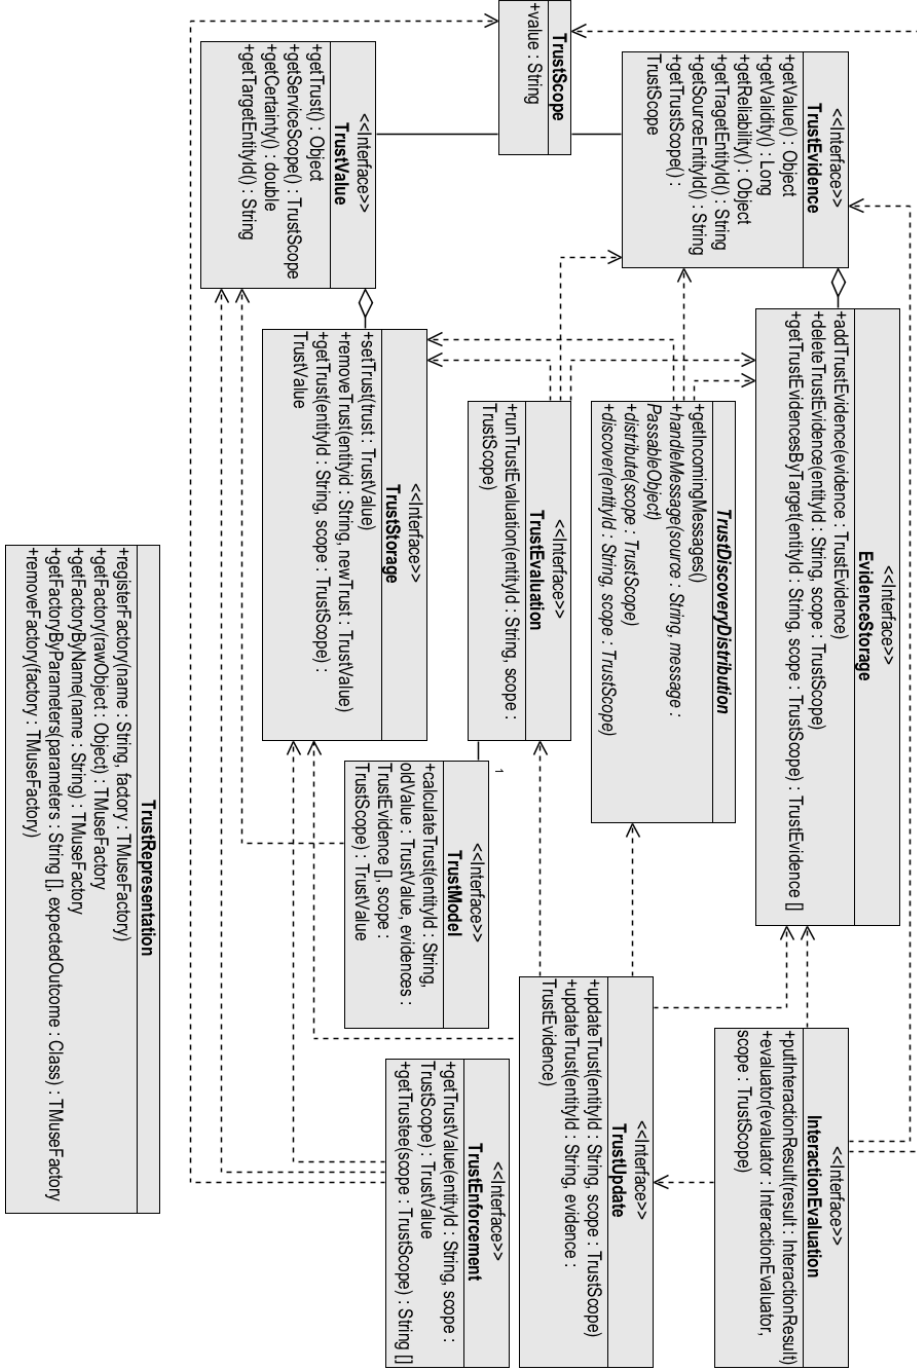 <<Interface>>
EvidenceStorage
+addTrustEvidence(evidence : TrustEvidence)
+deleteTrustEvidence(entityId : String, scope : TrustScope)
+getTrustEvidencesByTarget(entityId : String, scope : TrustScope) : TrustEvidence []
<<Interface>>
InteractionEvaluation
+putInteractionResult(result : InteractionResult)
+evaluator(evaluator : InteractionEvaluator,
scope : TrustScope)
<<Interface>>
TrustEvidence
+getValue() : Object
+getValidity() : Long
+getReliability() : Object
+getTragetEntityId() : String
+getSourceEntityId() : String
+getTrustScope() :
TrustScope
TrustDiscoveryDistribution
+getIncomingMessages()
+handleMessage(source : String, message :
PassableObject)
+distribute(scope : TrustScope)
+discover(entityId : String, scope : TrustScope)
<<Interface>>
TrustUpdate
+updateTrust(entityId : String, scope : TrustScope)
+updateTrust(entityId : String, evidence :
TrustEvidence)
TrustScope
+value : String
<<Interface>>
TrustEvaluation
+runTrustEvaluation(entityId : String, scope :
TrustScope)
1
<<Interface>>
TrustModel
+calculateTrust(entityId : String,
oldValue : TrustValue, evidences :
TrustEvidence [], scope :
TrustScope) : TrustValue
<<Interface>>
TrustEnforcement
+getTrustValue(entityId : String, scope :
TrustScope) : TrustValue
+getTrustee(scope : TrustScope) : String []
<<Interface>>
TrustValue
+getTrust() : Object
+getServiceScope() : TrustScope
+getCertainty() : double
+getTargetEntityId() : String
<<Interface>>
TrustStorage
+setTrust(trust : TrustValue)
+removeTrust(entityid : String, newTrust : TrustValue)
+getTrust(entityId : String, scope : TrustScope) :
TrustValue
TrustRepresentation
+registerFactory(name : String, factory : TMuseFactory)
+getFactory(rawObject : Object) : TMuseFactory
+getFactoryByName(name : String) : TMuseFactory
+getFactoryByParameters(parameters : String [], expectedOutcome : Class) : TMuseFactory
+removeFactory(factory : TMuseFactory)